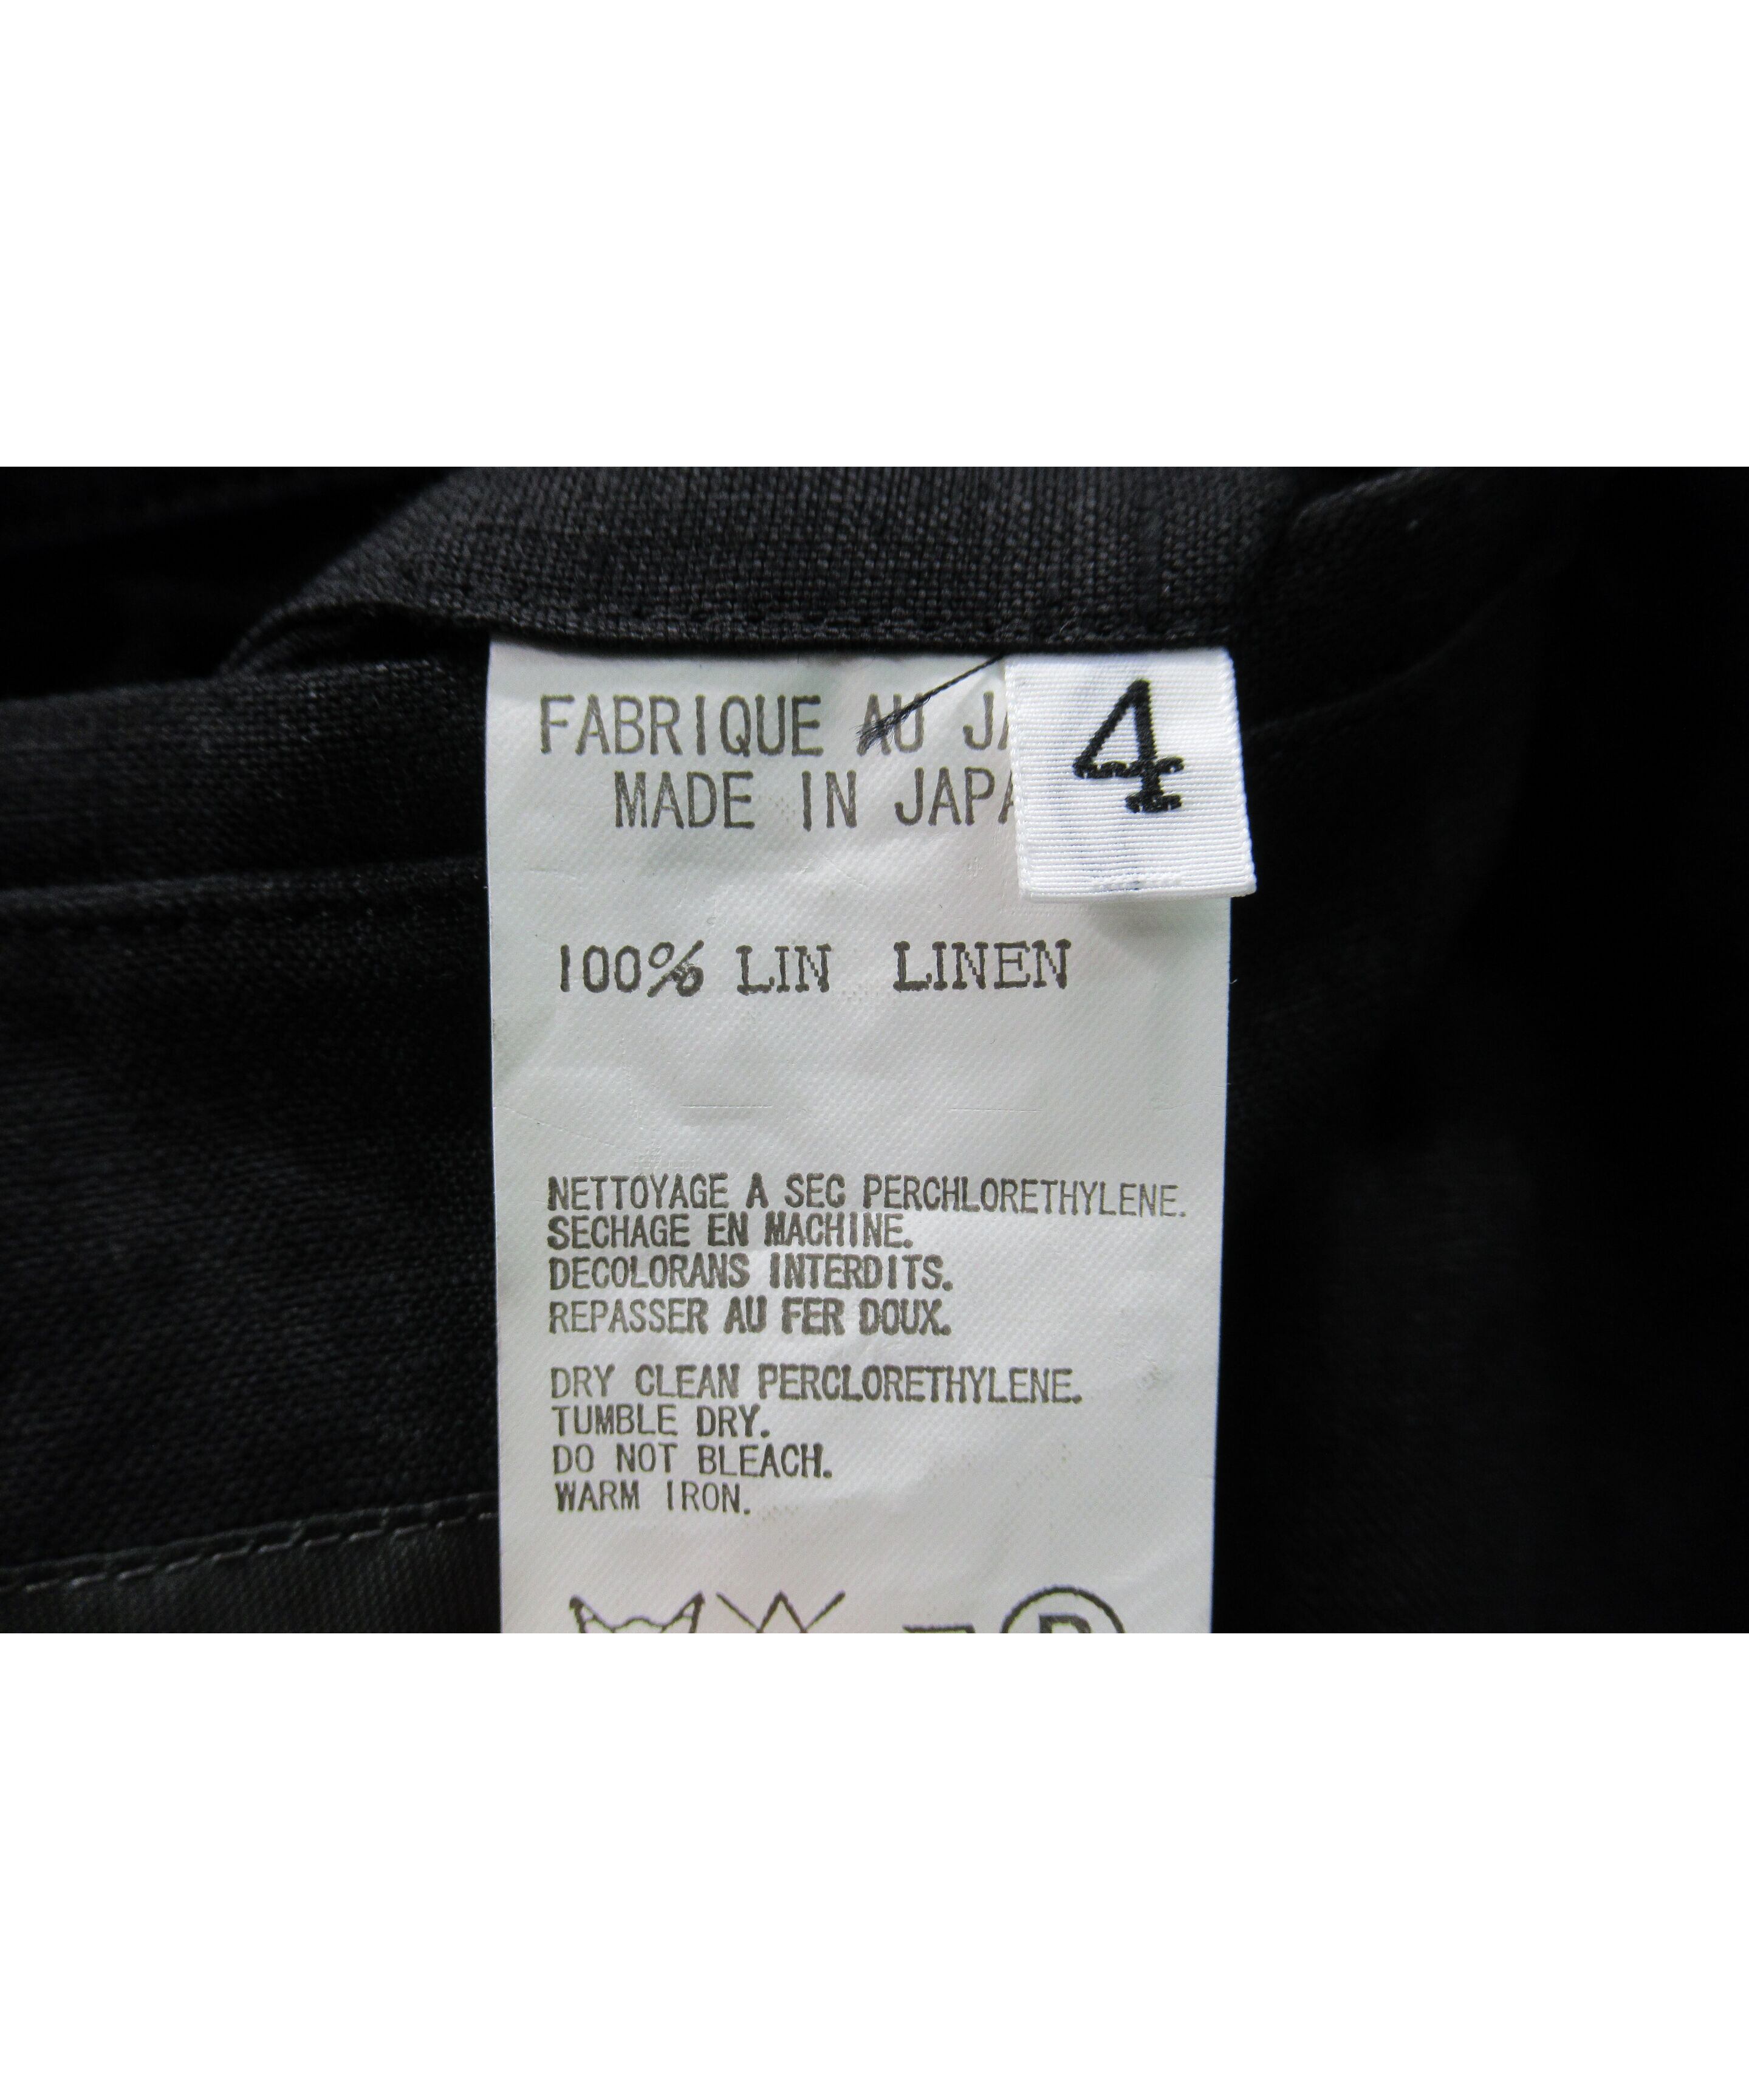 FABRIQUE AU JA
4
MADE IN JAPA
100% LIN LINEN
NETTOYAGE A SEC PERCHLORETHYLENE.
SECHAGE EN MACHINE.
DECOLORANS INTERDITS.
REPASSER AU FER DOUX.
DRY CLEAN PERCLORETHYLENE.
TUMBLE DRY.
DO NOT BLEACH.
WARM IRON.